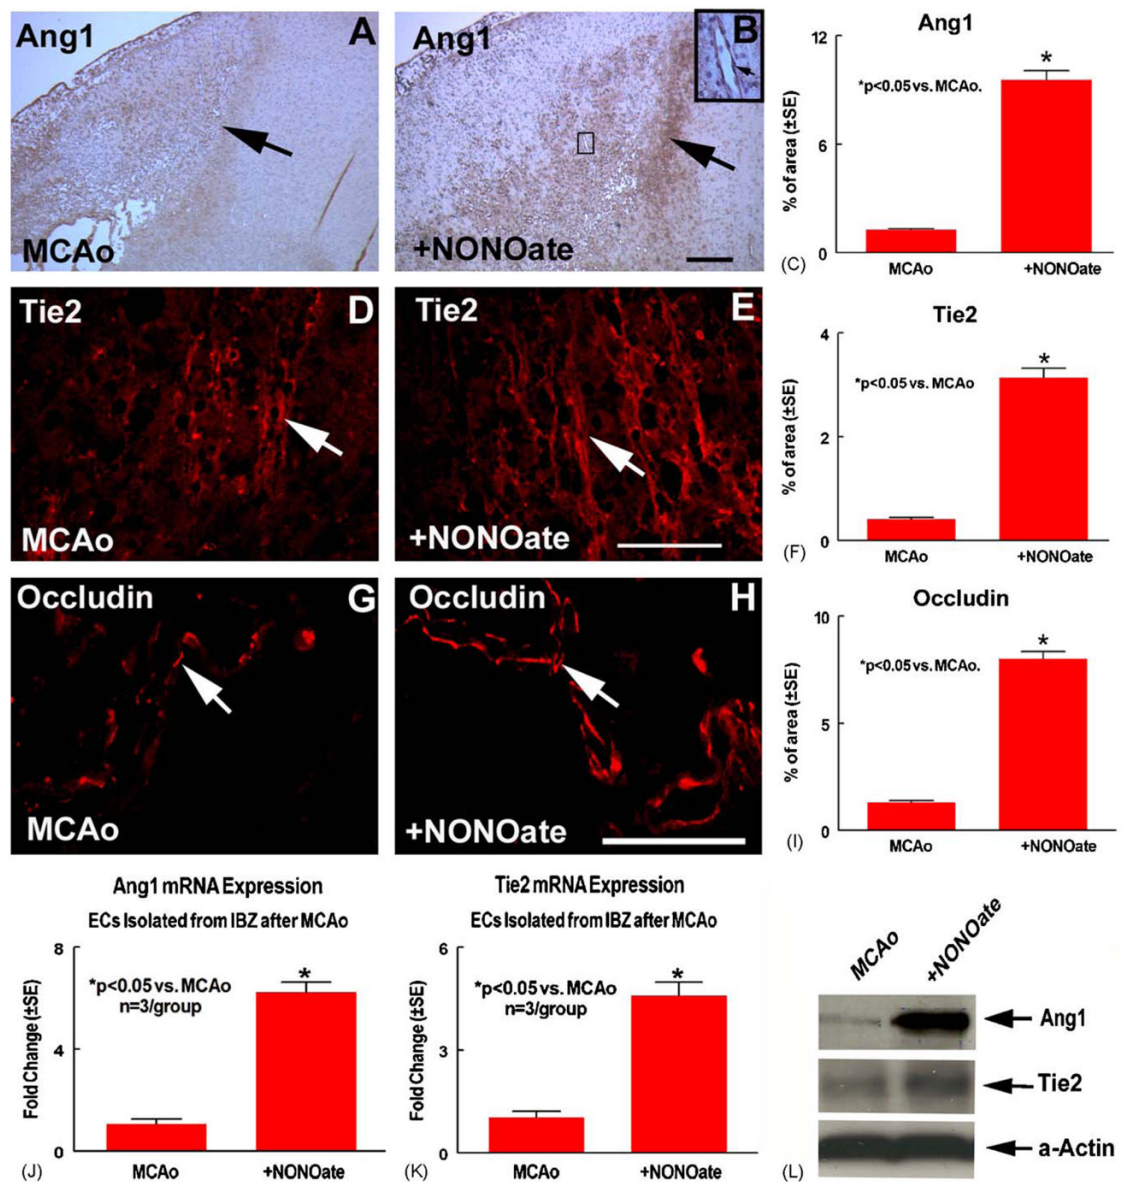 Ang1
A
MCAo
Ang1
B
+NONOate
Ang1
12
6
0
% of area (±SE)
*p<0.05 vs. MCAo.
*
MCAo
+NONOate
(C)
Tie2
D
MCAo
Tie2
E
+NONOate
Tie2
4
2
0
% of area (±SE)
*p<0.05 vs. MCAo
*
MCAo
+NONOate
(F)
Occludin
G
MCAo
Occludin
H
+NONOate
Occludin
10
5
0
% of area (±SE)
*p<0.05 vs. MCAo.
*
MCAo
+NONOate
(I)
Ang1 mRNA Expression
ECs Isolated from IBZ after MCAo
8
4
0
Fold Change (±SE)
*p<0.05 vs. MCAo
n=3/group
*
MCAo
+NONOate
(J)
Tie2 mRNA Expression
ECs Isolated from IBZ after MCAo
6
3
0
Fold Change (±SE)
*p<0.05 vs. MCAo
n=3/group
*
MCAo
+NONOate
(K)
MCAo
+NONOate
Ang1
Tie2
a-Actin
(L)